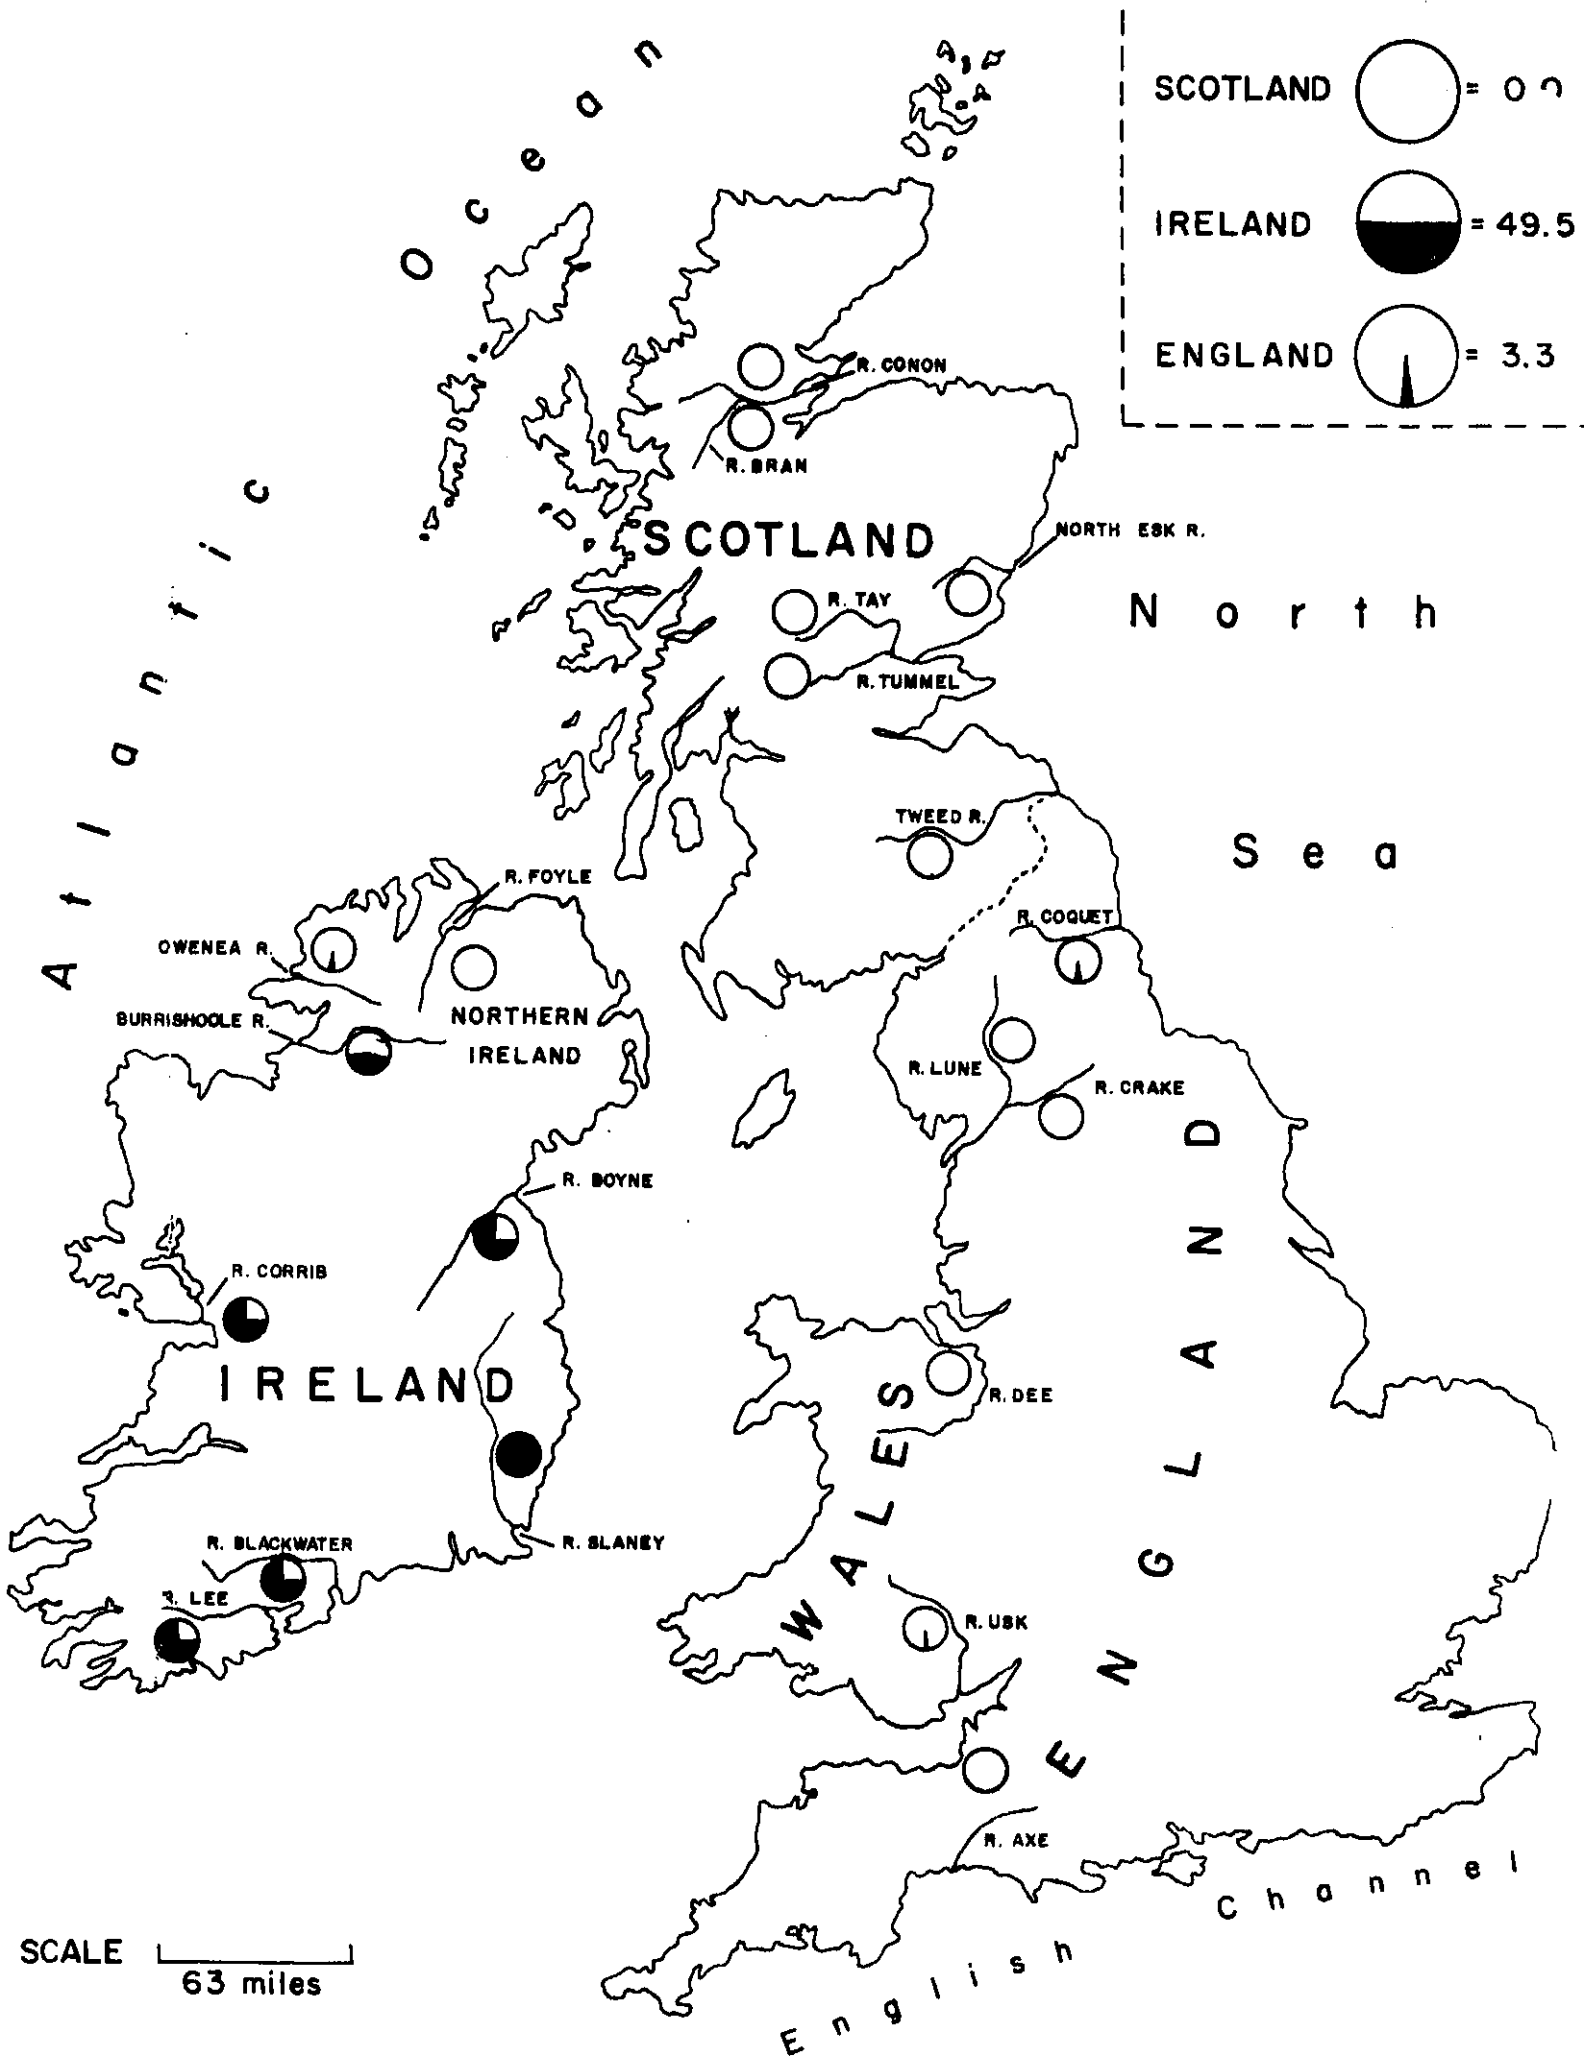 Atlantic Ocean
SCOTLAND = 0
IRELAND = 49.5
ENGLAND = 3.3
R. CONON
R. BRAN
SCOTLAND
NORTH ESK R.
R. TAY
R. TUMMEL
North
Sea
TWEED R.
R. FOYLE
R. COQUET
OWENEA R.
NORTHERN
IRELAND
BURRISHOOLE R.
R. LUNE
R. CRAKE
R. BOYNE
R. CORRIB
IRELAND
ENGLAND
WALES
R. DEE
R. BLACKWATER
R. SLANEY
R. LEE
R. USK
R. AXE
English Channel
SCALE
63 miles